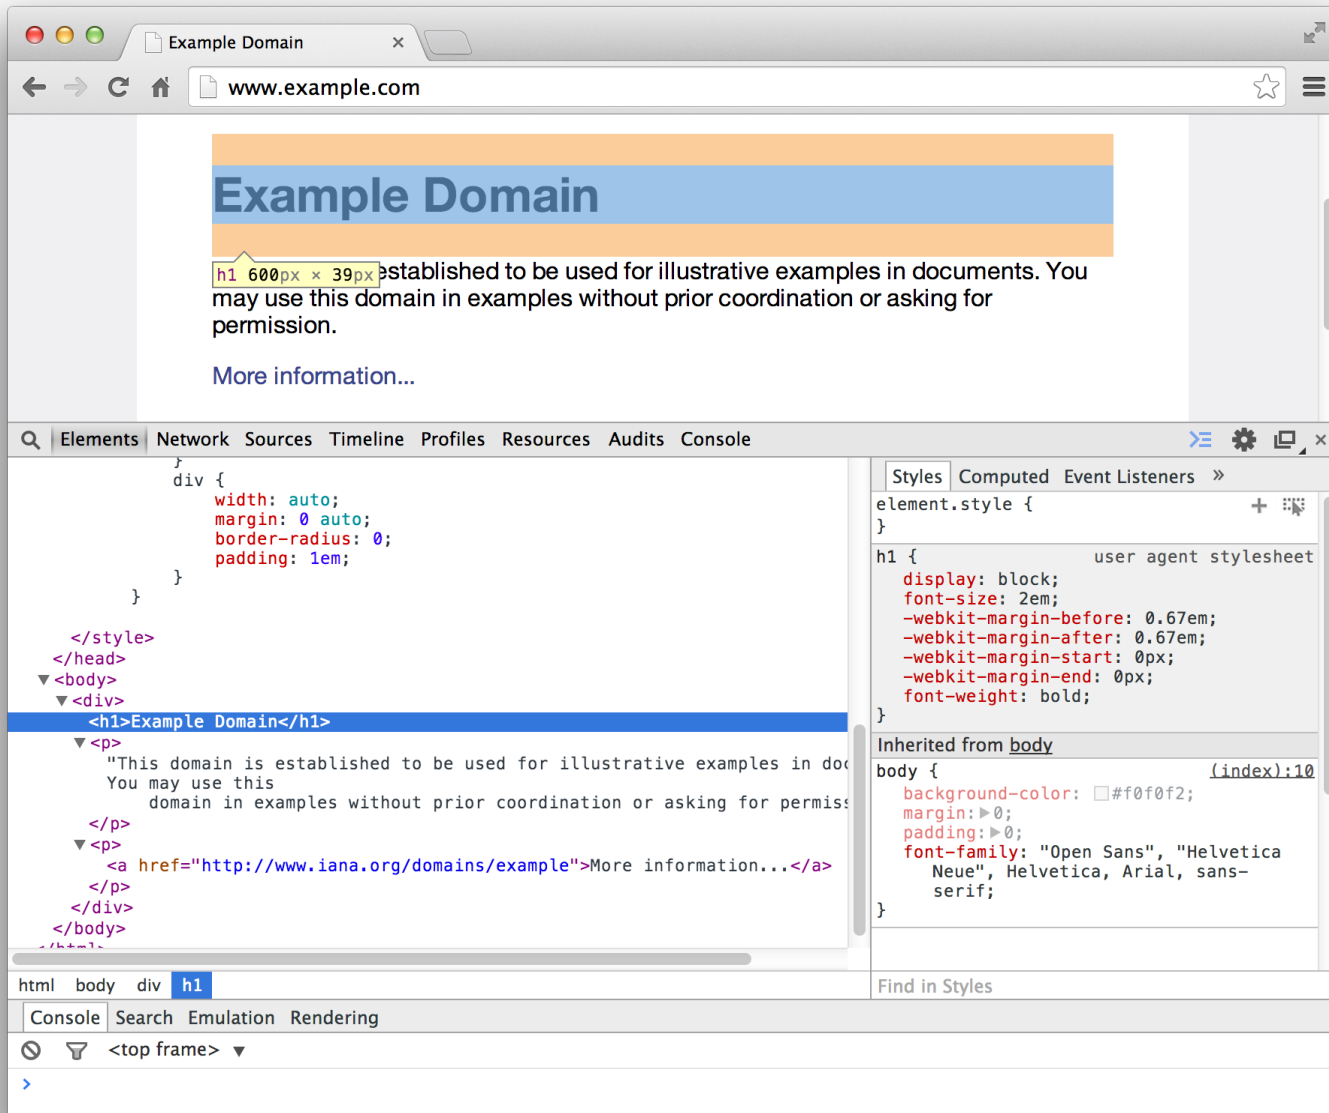 Example Domain
www.example.com
Example Domain
h1 600px × 39px established to be used for illustrative examples in documents. You
may use this domain in examples without prior coordination or asking for
permission.
More information...
Elements Network Sources Timeline Profiles Resources Audits Console
}
div {
width: auto;
margin: 0 auto;
border-radius: 0;
padding: 1em;
}
}
</style>
</head>
▼<body>
▼<div>
<h1>Example Domain</h1>
▼<p>
"This domain is established to be used for illustrative examples in doc
You may use this
domain in examples without prior coordination or asking for permiss
</p>
▼<p>
<a href="http://www.iana.org/domains/example">More information...</a>
</p>
</div>
</body>
</html>
html body div h1
Styles Computed Event Listeners »
element.style {
}
h1 { user agent stylesheet
display: block;
font-size: 2em;
-webkit-margin-before: 0.67em;
-webkit-margin-after: 0.67em;
-webkit-margin-start: 0px;
-webkit-margin-end: 0px;
font-weight: bold;
}
Inherited from body
body { (index):10
background-color: #f0f0f2;
margin:▶0;
padding:▶0;
font-family: "Open Sans", "Helvetica
Neue", Helvetica, Arial, sans-
serif;
}
Find in Styles
Console Search Emulation Rendering
<top frame> ▼
>